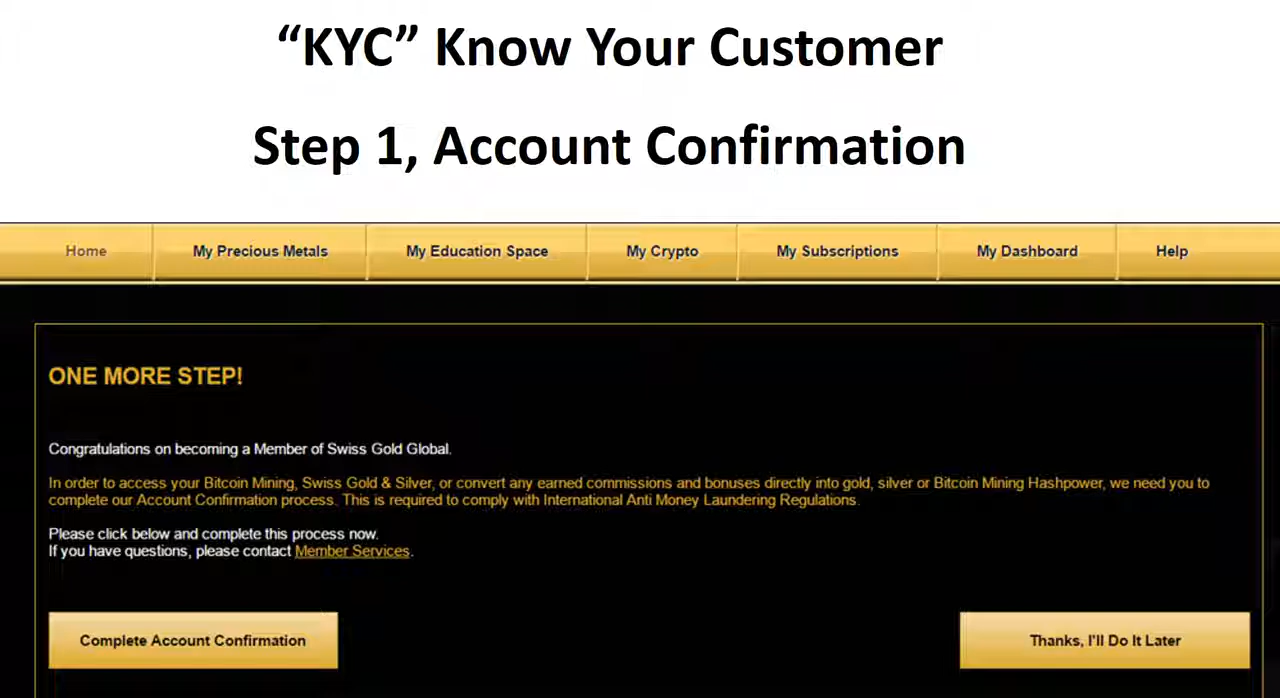 “KYC” Know Your Customer
Step 1, Account Confirmation
Home My Precious Metals My Education Space My Crypto My Subscriptions My Dashboard Help
ONE MORE STEP!
Congratulations on becoming a Member of Swiss Gold Global.
In order to access your Bitcoin Mining, Swiss Gold & Silver, or convert any earned commissions and bonuses directly into gold, silver or Bitcoin Mining Hashpower, we need you to
complete our Account Confirmation process. This is required to comply with International Anti Money Laundering Regulations.
Please click below and complete this process now.
If you have questions, please contact Member Services.
Complete Account Confirmation Thanks, I'll Do It Later